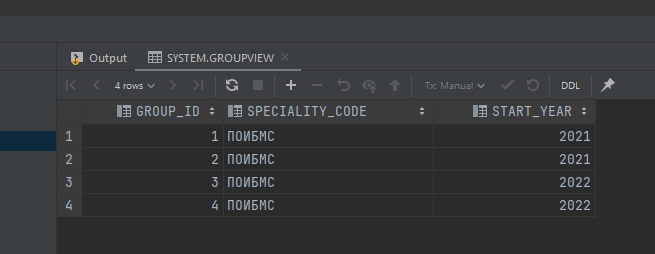 Output SYSTEM.GROUPVIEW
4 rows Tx: Manual DDL
GROUP_ID SPECIALITY_CODE START_YEAR
1 1 ПОИБМС 2021
2 2 ПОИБМС 2021
3 3 ПОИБМС 2022
4 4 ПОИБМС 2022